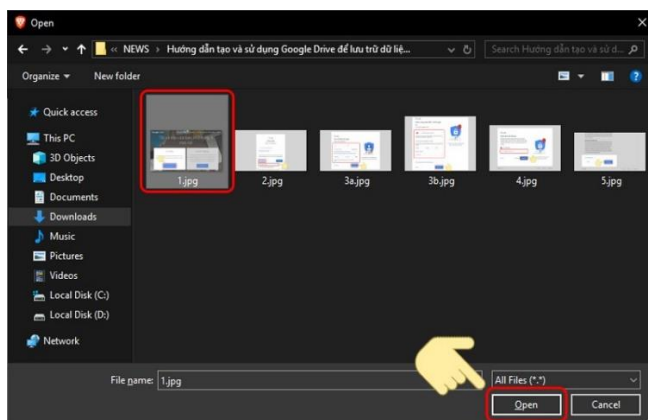 Open
« NEWS › Hướng dẫn tạo và sử dụng Google Drive để lưu trữ dữ liệ...
Search Hướng dẫn tạo và sử d...
Organize
New folder
Quick access
This PC
3D Objects
Desktop
Documents
Downloads
Music
Pictures
Videos
Local Disk (C:)
Local Disk (D:)
Network
1.jpg
2.jpg
3a.jpg
3b.jpg
4.jpg
5.jpg
File name: 1.jpg
All Files (*.*)
Open
Cancel